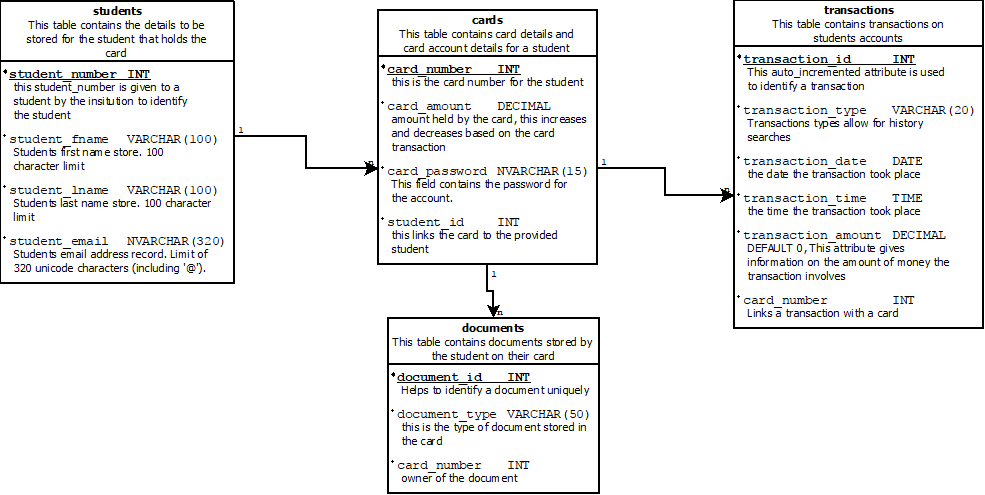 students
This table contains the details to be
stored for the student that holds the
card
student_number INT
this student_number is given to a
student by the insitution to identify
the student
student_fname VARCHAR(100)
Students first name store. 100
character limit
student_lname VARCHAR(100)
Students last name store. 100 character
limit
student_email NVARCHAR(320)
Students email address record. Limit of
320 unicode characters (including '@').
1
n
cards
This table contains card details and
card account details for a student
card_number INT
this is the card number for the student
card_amount DECIMAL
amount held by the card, this increases
and decreases based on the card
transaction
card_password NVARCHAR(15)
This field contains the password for
the account.
student_id INT
this links the card to the provided
student
1
n
transactions
This table contains transactions on
students accounts
transaction_id INT
This auto_incremented attribute is used
to identify a transaction
transaction_type VARCHAR(20)
Transactions types allow for history
searches
transaction_date DATE
the date the transaction took place
transaction_time TIME
the time the transaction took place
transaction_amount DECIMAL
DEFAULT 0, This attribute gives
information on the amount of money the
transaction involves
card_number INT
Links a transaction with a card
1
n
documents
This table contains documents stored by
the student on their card
document_id INT
Helps to identify a document uniquely
document_type VARCHAR(50)
this is the type of document stored in
the card
card_number INT
owner of the document